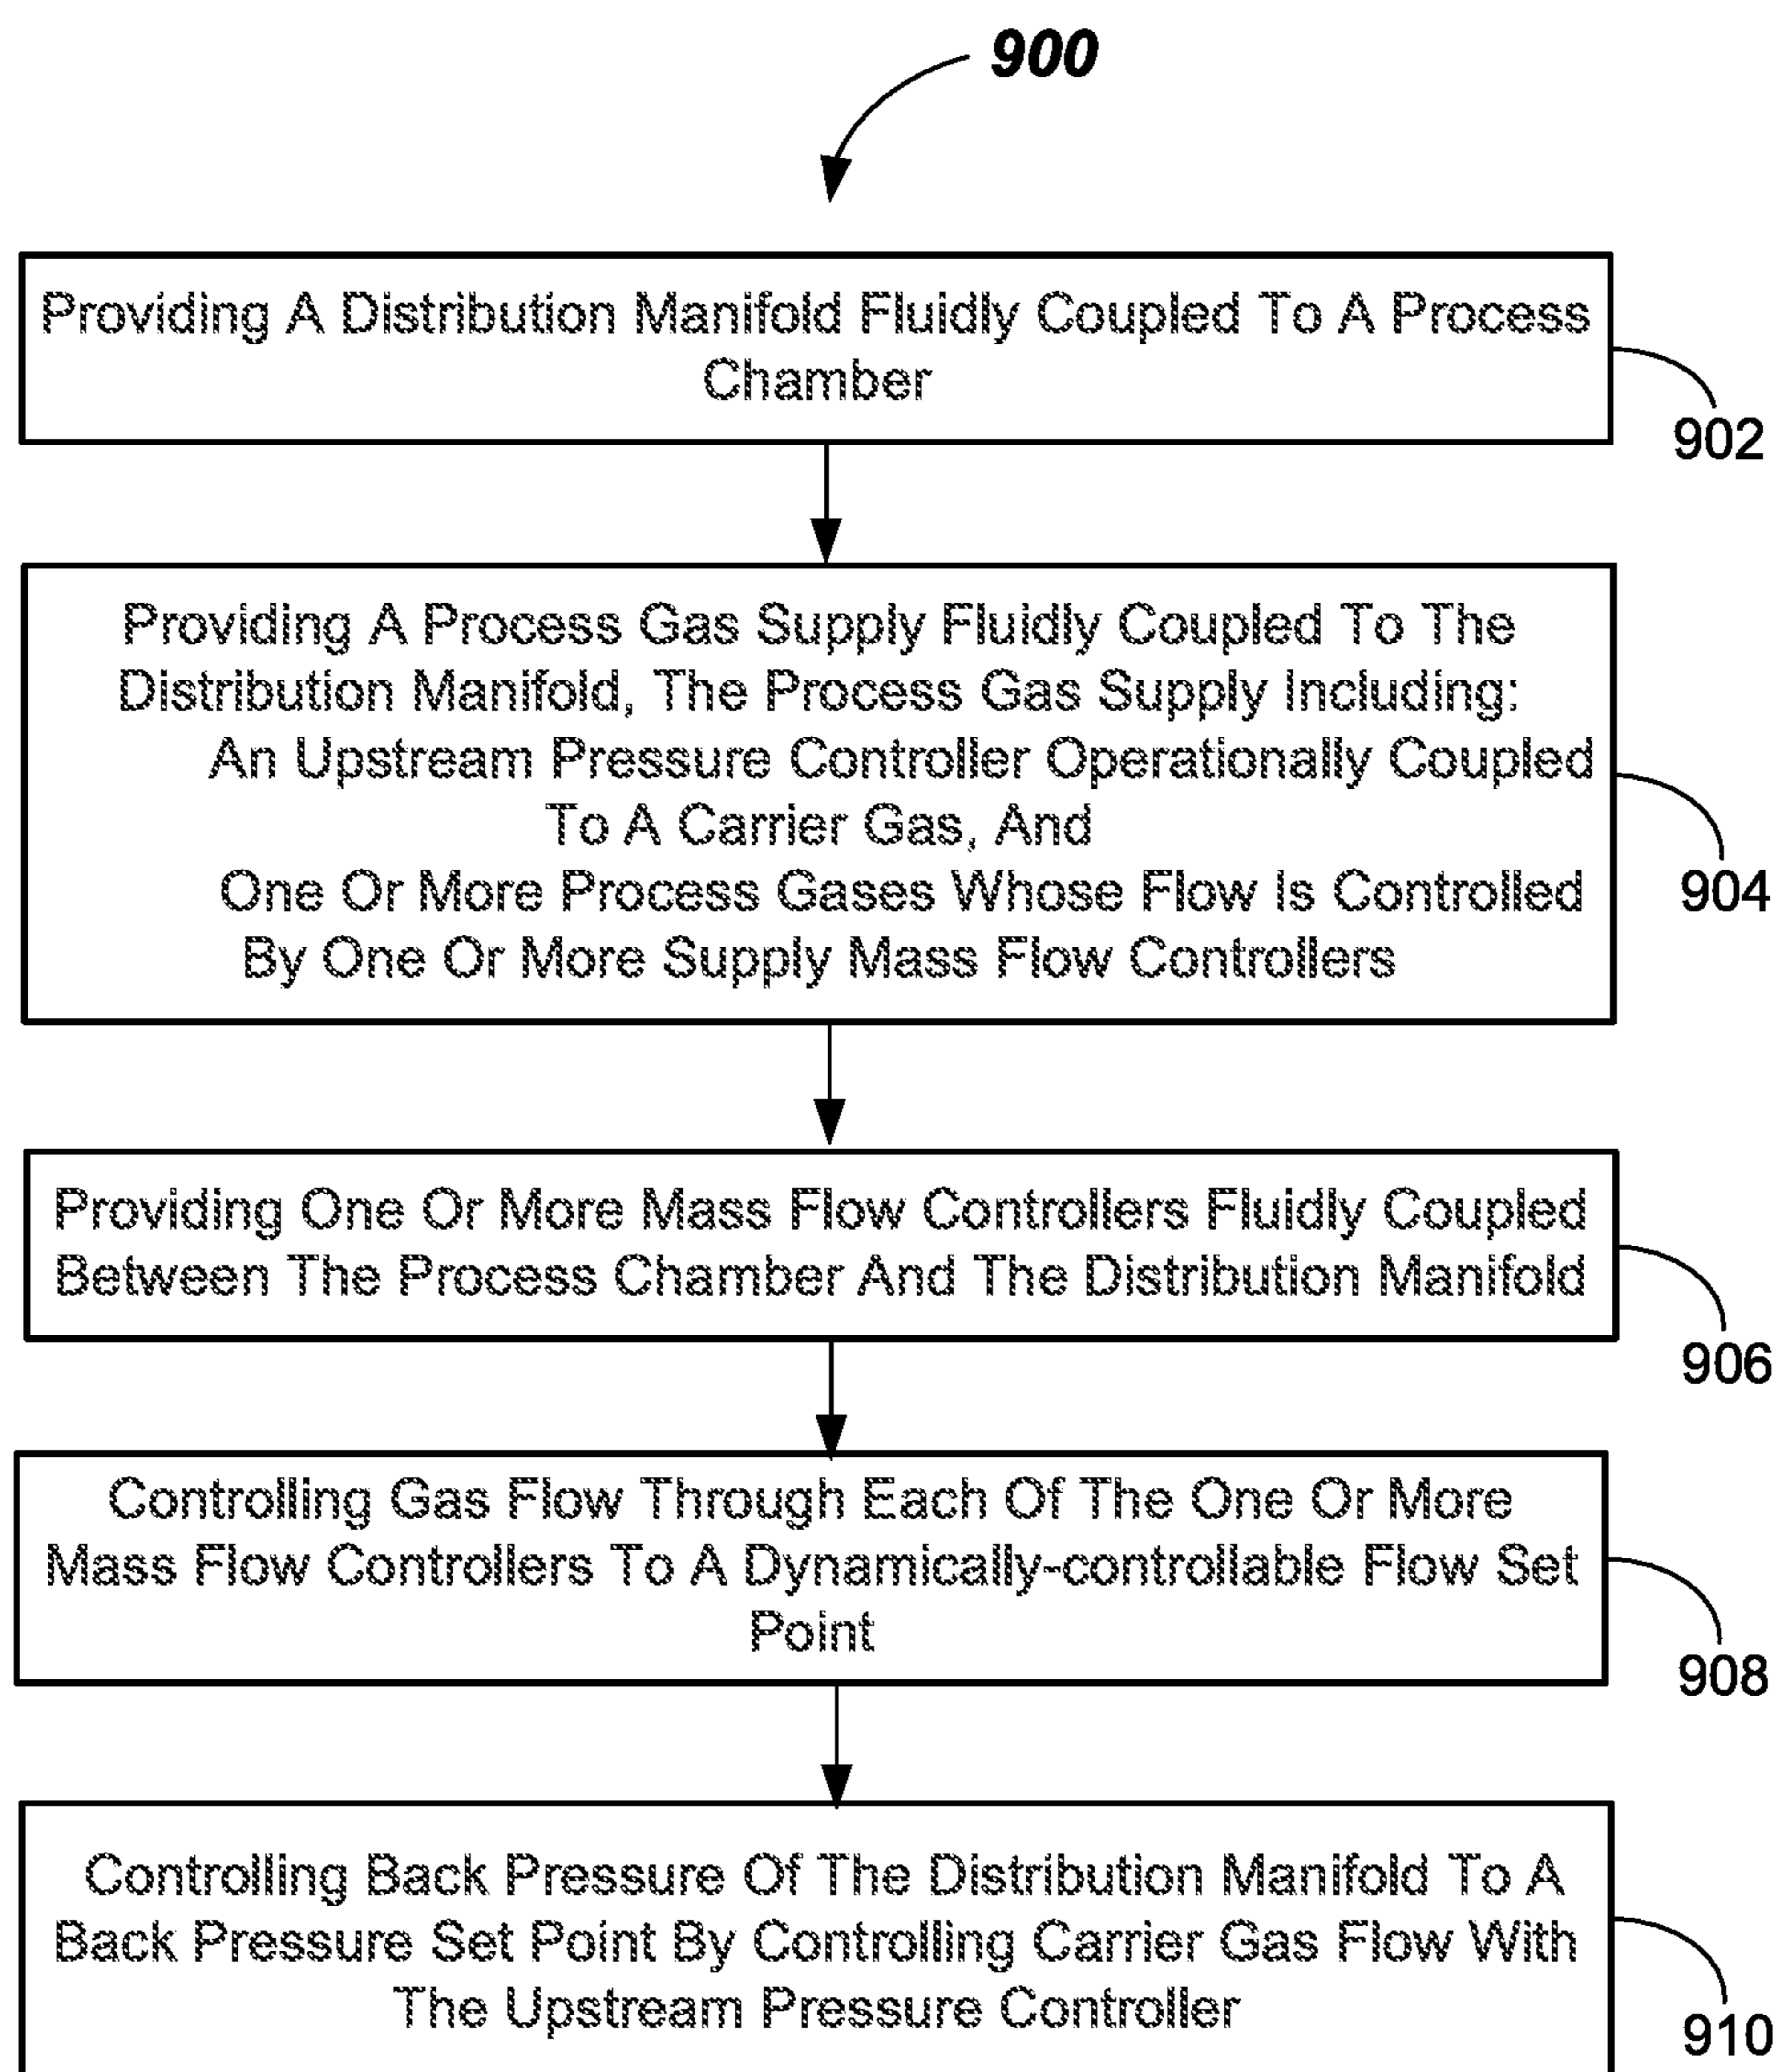 900
Providing A Distribution Manifold Fluidly Coupled To A Process
Chamber
902
Providing A Process Gas Supply Fluidly Coupled To The
Distribution Manifold, The Process Gas Supply Including:
An Upstream Pressure Controller Operationally Coupled
To A Carrier Gas, And
One Or More Process Gases Whose Flow Is Controlled
By One Or More Supply Mass Flow Controllers
904
Providing One Or More Mass Flow Controllers Fluidly Coupled
Between The Process Chamber And The Distribution Manifold
906
Controlling Gas Flow Through Each Of The One Or More
Mass Flow Controllers To A Dynamically-controllable Flow Set
Point
908
Controlling Back Pressure Of The Distribution Manifold To A
Back Pressure Set Point By Controlling Carrier Gas Flow With
The Upstream Pressure Controller
910